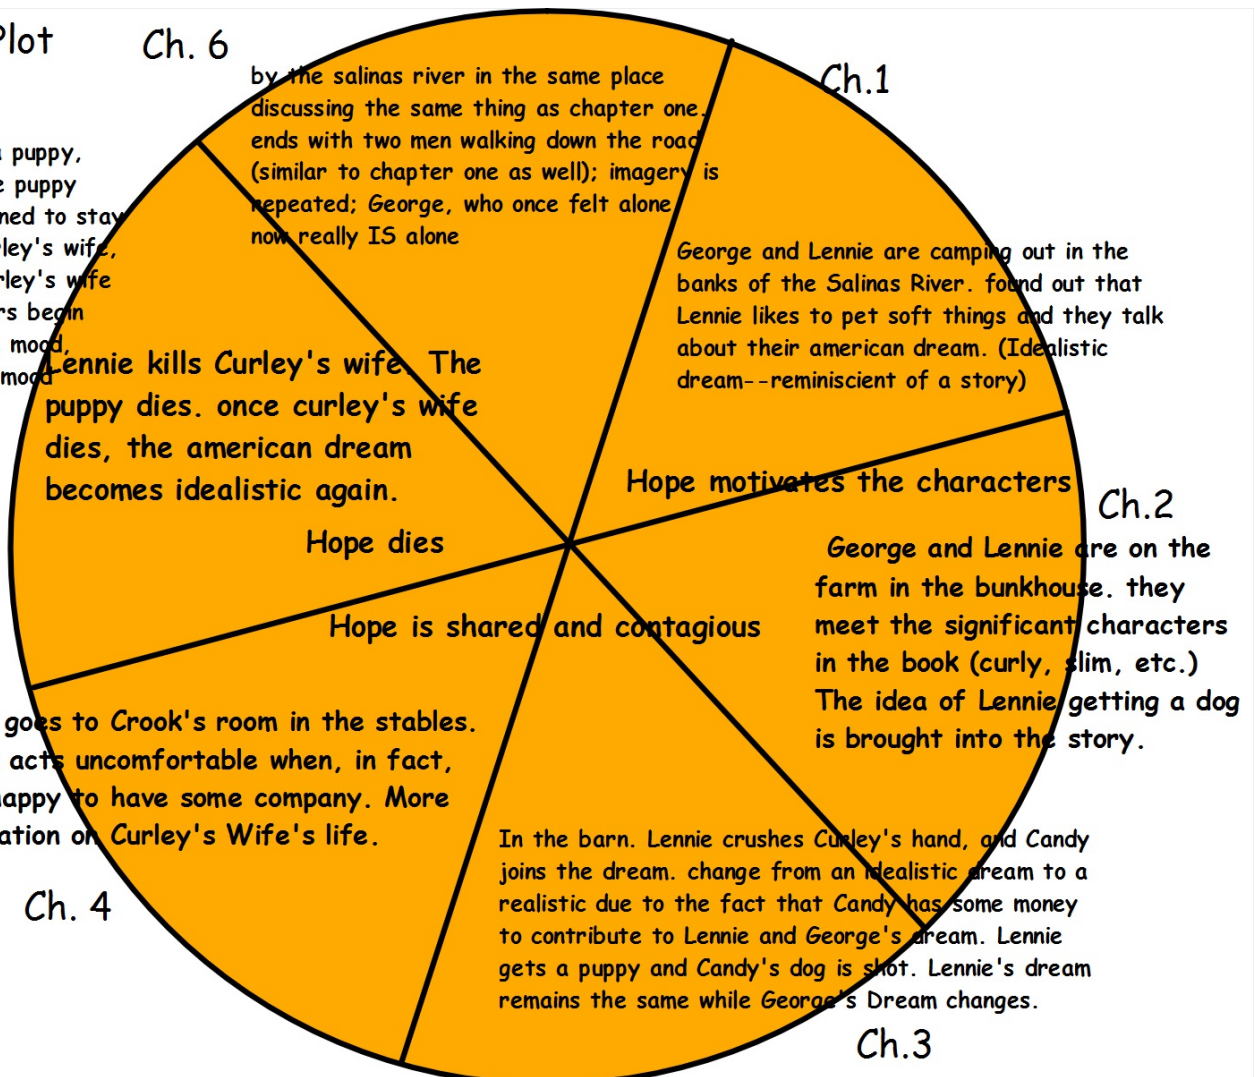 Plot
Ch. 6
by the salinas river in the same place
discussing the same thing as chapter one.
ends with two men walking down the road
(similar to chapter one as well); imagery is
repeated; George, who once felt alone
now really IS alone
Ch.1
George and Lennie are camping out in the
banks of the Salinas River. found out that
Lennie likes to pet soft things and they talk
about their american dream. (Idealistic
dream--reminiscient of a story)
puppy,
puppy
ned to stay
ley's wife,
rley's wife
rs begin
mood,
mood
Lennie kills Curley's wife. The
puppy dies. once curley's wife
dies, the american dream
becomes idealistic again.
Hope dies
Hope motivates the characters
Ch.2
George and Lennie are on the
farm in the bunkhouse. they
meet the significant characters
in the book (curly, slim, etc.)
The idea of Lennie getting a dog
is brought into the story.
Hope is shared and contagious
goes to Crook's room in the stables.
acts uncomfortable when, in fact,
happy to have some company. More
ation on Curley's Wife's life.
Ch. 4
In the barn. Lennie crushes Curley's hand, and Candy
joins the dream. change from an idealistic dream to a
realistic due to the fact that Candy has some money
to contribute to Lennie and George's dream. Lennie
gets a puppy and Candy's dog is shot. Lennie's dream
remains the same while George's Dream changes.
Ch.3